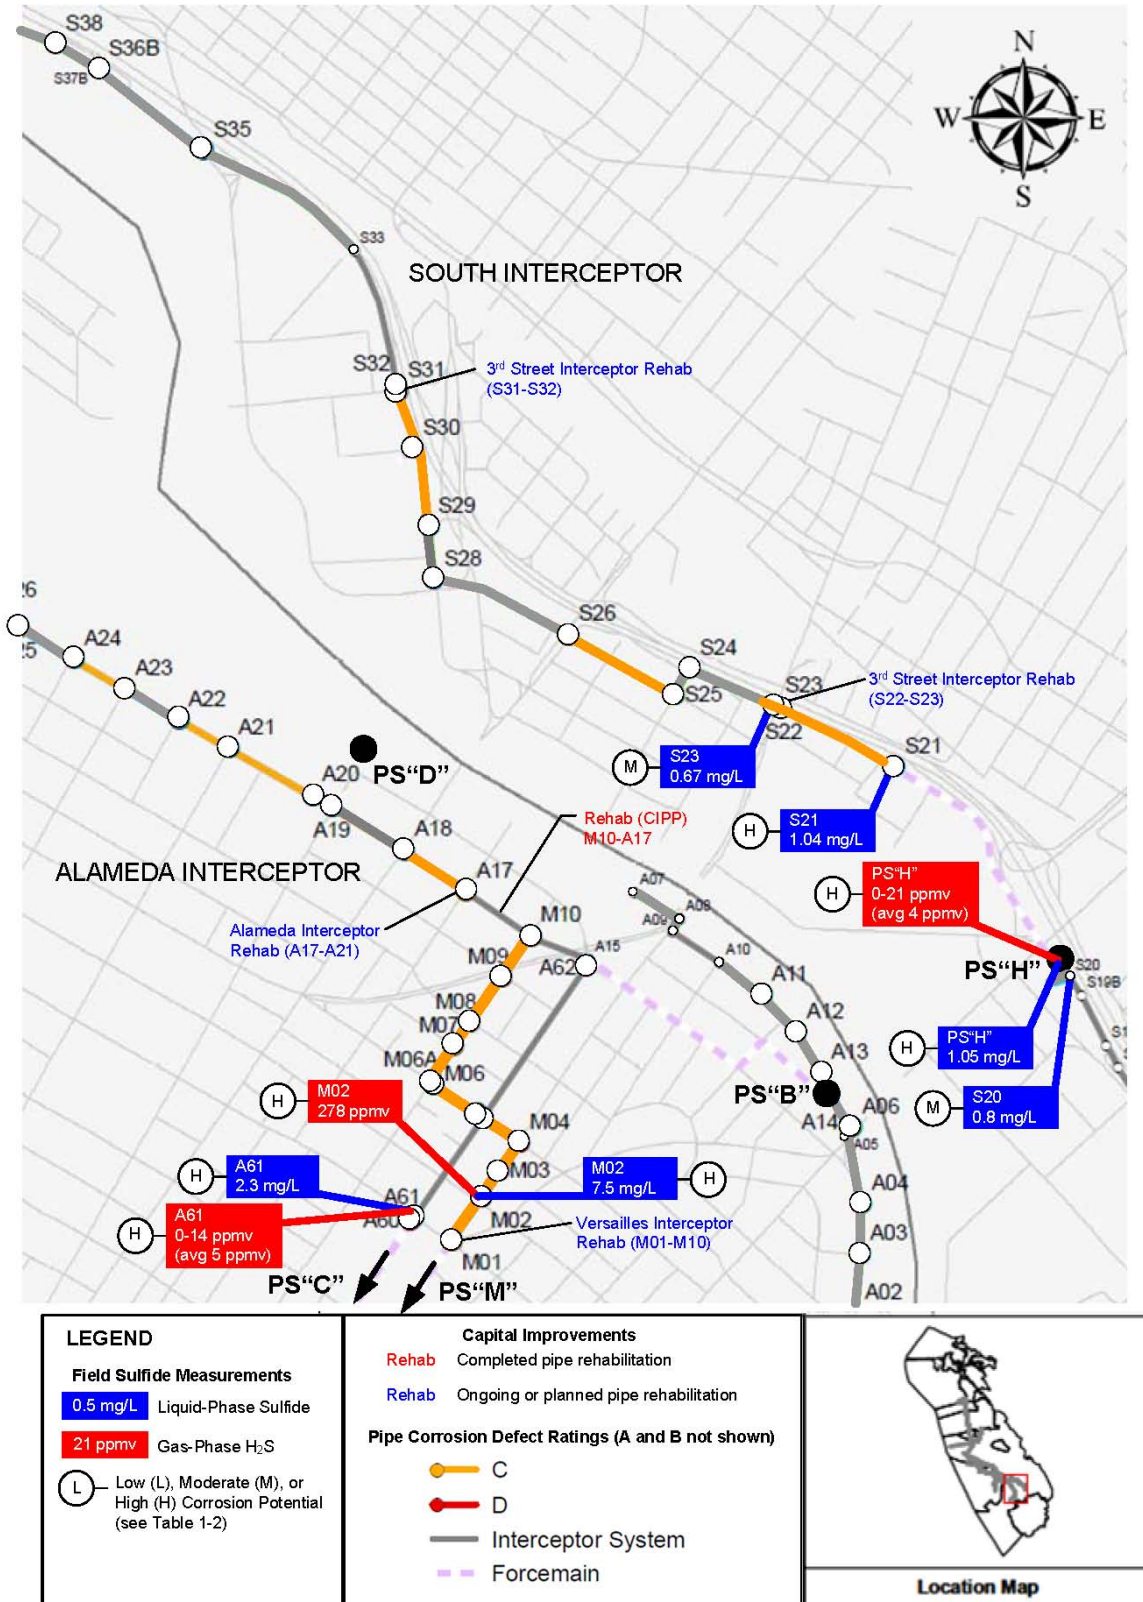 S38
S36B
S37B
N
W
E
S
S35
S33
SOUTH INTERCEPTOR
S32
S31
3rd Street Interceptor Rehab
(S31-S32)
S30
S29
S28
26
25
A24
A23
A22
A21
S26
S24
S25
S23
S22
3rd Street Interceptor Rehab
(S22-S23)
S21
PS“D”
M
S23
0.67 mg/L
A20
A19
A18
H
S21
1.04 mg/L
Rehab (CIPP)
M10-A17
ALAMEDA INTERCEPTOR
A17
A07
A08
A09
H
PS“H”
0-21 ppmv
(avg 4 ppmv)
Alameda Interceptor
Rehab (A17-A21)
M10
A15
A62
A10
A11
PS“H”
S20
S19B
M09
M08
M07
A12
A13
H
PS“H”
1.05 mg/L
M06A
M06
H
M02
278 ppmv
PS“B”
A14
A06
A05
M
S20
0.8 mg/L
M04
M03
H
A61
2.3 mg/L
M02
7.5 mg/L
H
A04
H
A61
0-14 ppmv
(avg 5 ppmv)
A61
A60
M02
M01
Versailles Interceptor
Rehab (M01-M10)
A03
A02
PS“C”
PS“M”
LEGEND
Field Sulfide Measurements
0.5 mg/L Liquid-Phase Sulfide
21 ppmv Gas-Phase H2S
L Low (L), Moderate (M), or
High (H) Corrosion Potential
(see Table 1-2)
Capital Improvements
Rehab Completed pipe rehabilitation
Rehab Ongoing or planned pipe rehabilitation
Pipe Corrosion Defect Ratings (A and B not shown)
C
D
Interceptor System
Forcemain
Location Map